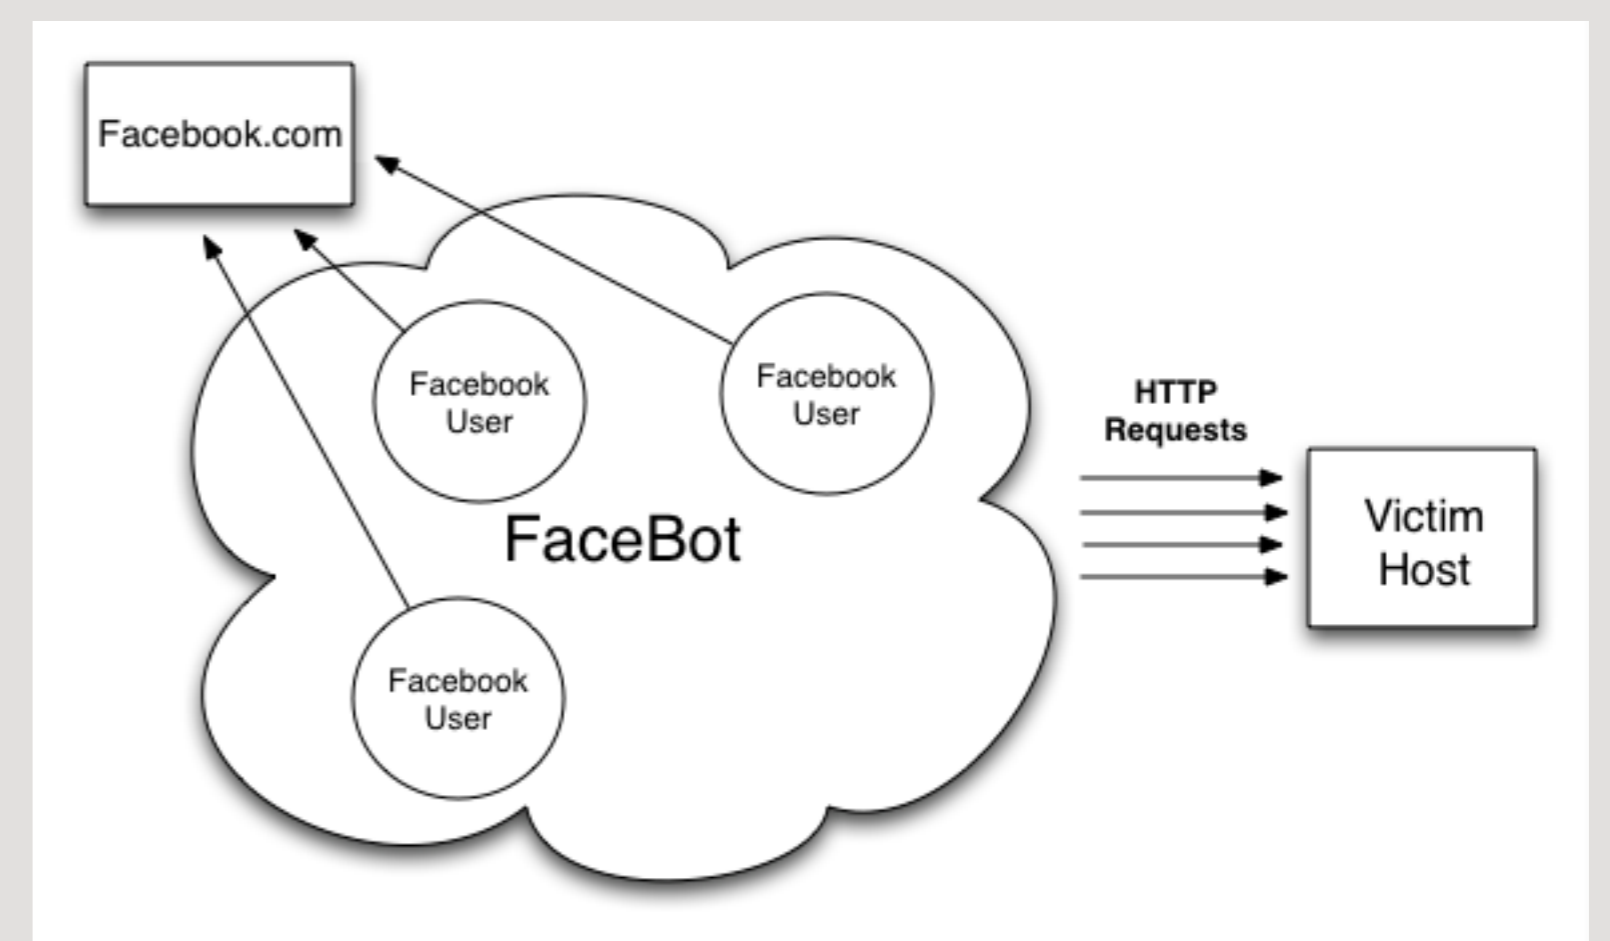 Facebook.com
Facebook
User
Facebook
User
HTTP
Requests
Victim
Host
FaceBot
Facebook
User